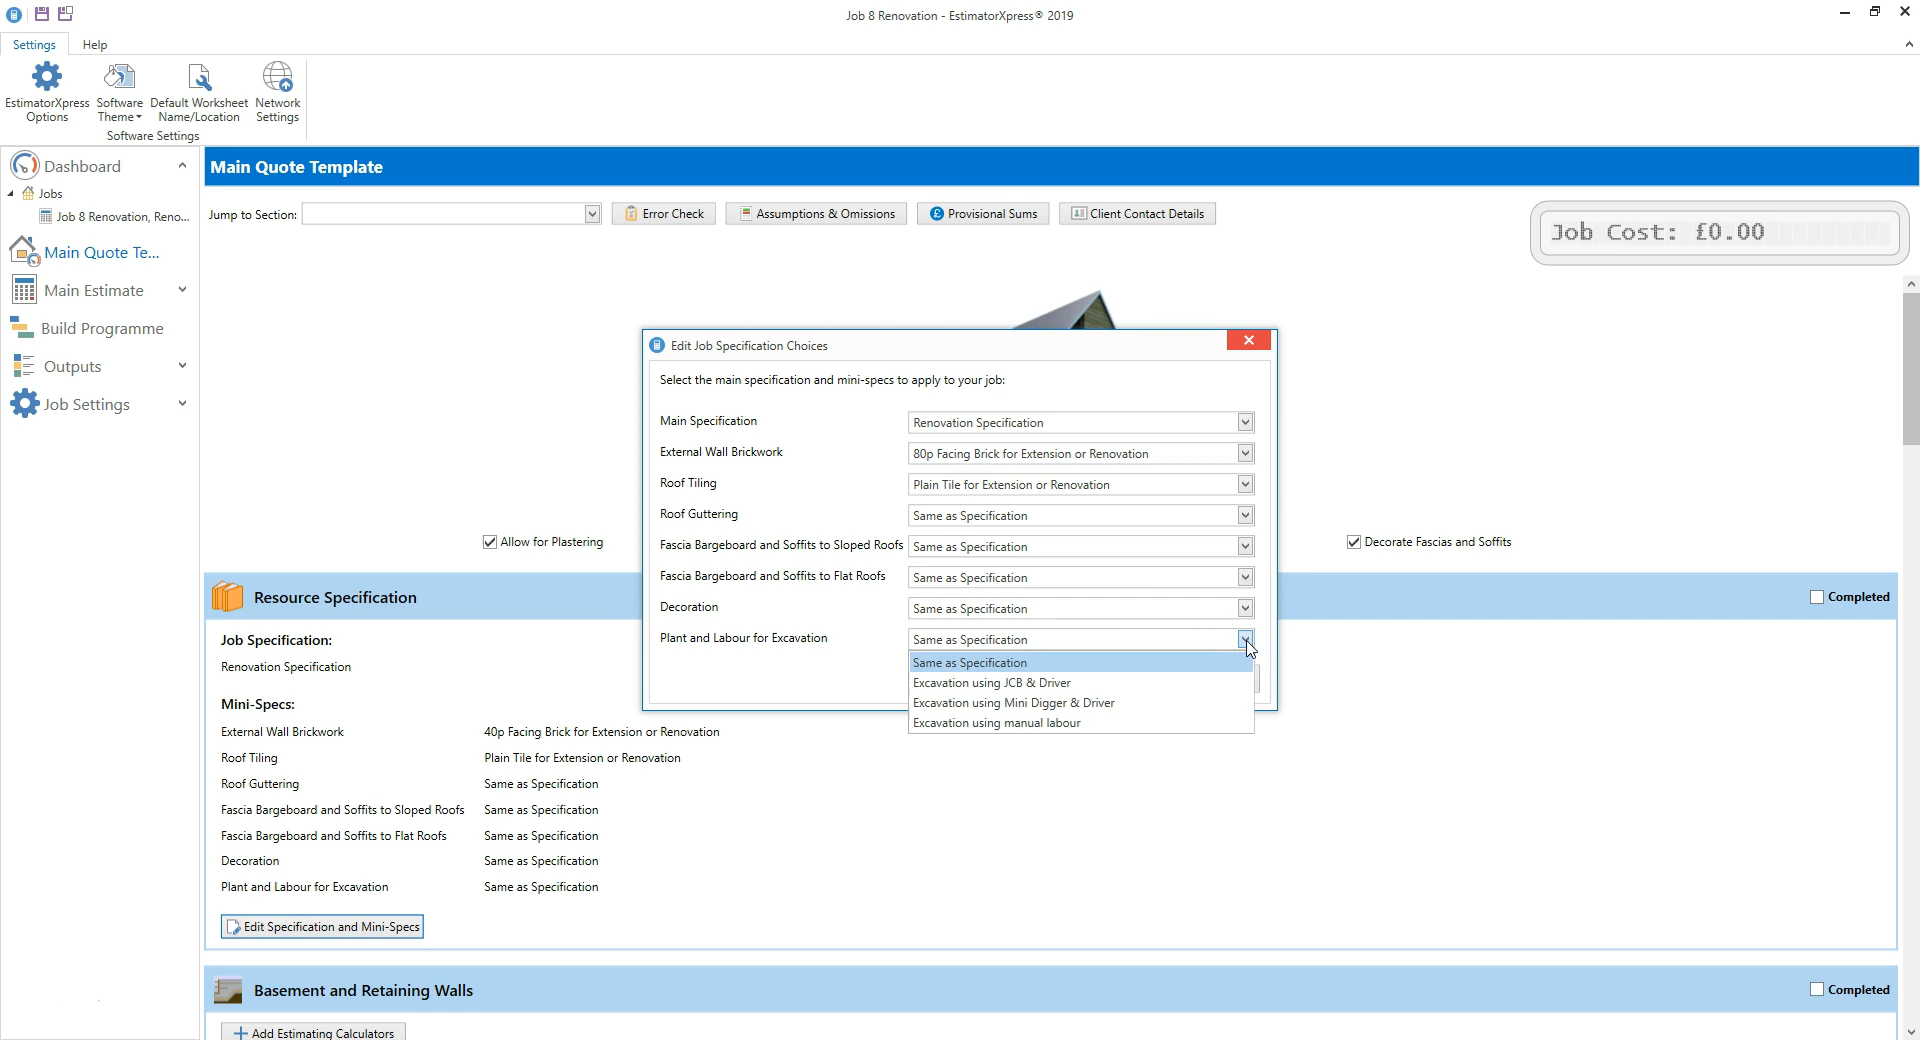 Job 8 Renovation - EstimatorXpress® 2019
Settings Help
EstimatorXpress Options
Software Theme
Default Worksheet Name/Location
Network Settings
Software Settings
Dashboard
Jobs
Job 8 Renovation, Reno...
Main Quote Te...
Main Estimate
Build Programme
Outputs
Job Settings
Main Quote Template
Jump to Section:
Error Check
Assumptions & Omissions
Provisional Sums
Client Contact Details
Job Cost: £0.00
Edit Job Specification Choices
Select the main specification and mini-specs to apply to your job:
Main Specification Renovation Specification
External Wall Brickwork 80p Facing Brick for Extension or Renovation
Roof Tiling Plain Tile for Extension or Renovation
Roof Guttering Same as Specification
Fascia Bargeboard and Soffits to Sloped Roofs Same as Specification
Fascia Bargeboard and Soffits to Flat Roofs Same as Specification
Decoration Same as Specification
Plant and Labour for Excavation Same as Specification
Same as Specification
Excavation using JCB & Driver
Excavation using Mini Digger & Driver
Excavation using manual labour
Allow for Plastering
Decorate Fascias and Soffits
Resource Specification
Completed
Job Specification:
Renovation Specification
Mini-Specs:
External Wall Brickwork 40p Facing Brick for Extension or Renovation
Roof Tiling Plain Tile for Extension or Renovation
Roof Guttering Same as Specification
Fascia Bargeboard and Soffits to Sloped Roofs Same as Specification
Fascia Bargeboard and Soffits to Flat Roofs Same as Specification
Decoration Same as Specification
Plant and Labour for Excavation Same as Specification
Edit Specification and Mini-Specs
Basement and Retaining Walls
Completed
Add Estimating Calculators